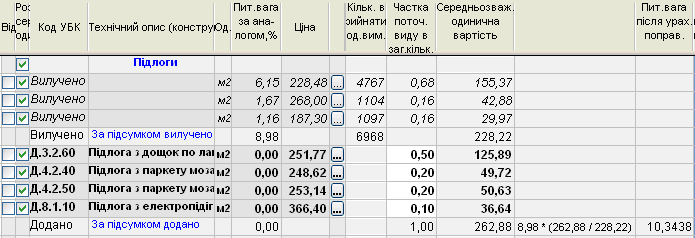 Від Роз сер оди Код УБК Технічний опис (констру Од. Пит.вага за ана- логом,% Ціна Кільк. в прийнят од.вим. Частка поточ. виду в заг.кільк. Середньозваж. одинична вартість Пит.вага після урах. поправ.
Підлоги
Вилучено м2 6,15 228,48 ... 4767 0,68 155,37
Вилучено м2 1,67 268,00 ... 1104 0,16 42,88
Вилучено м2 1,16 187,30 ... 1097 0,16 29,97
Вилучено За підсумком вилучено 8,98 6968 228,22
Д.3.2.60 Підлога з дощок по лаг м2 0,00 251,77 ... 0,50 125,89
Д.4.2.40 Підлога з паркету моза м2 0,00 248,62 ... 0,20 49,72
Д.4.2.50 Підлога з паркету моза м2 0,00 253,14 ... 0,20 50,63
Д.8.1.10 Підлога з електропідіг м2 0,00 366,40 ... 0,10 36,64
Додано За підсумком додано 0,00 1,00 262,88 8,98 * (262,88 / 228,22) 10,3438